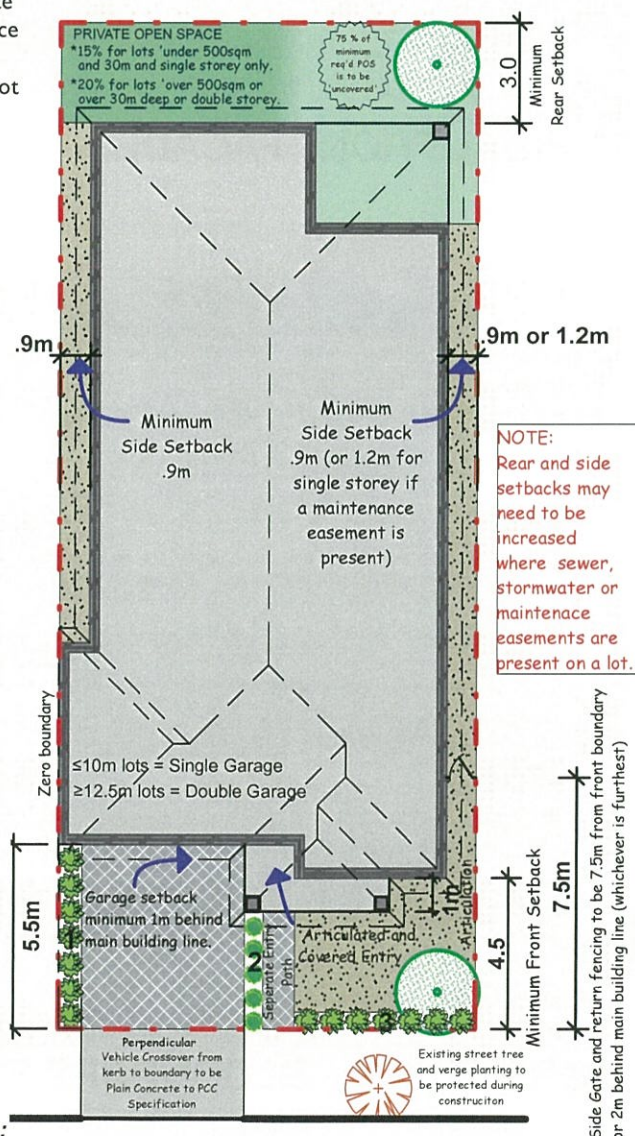 ce
ot
PRIVATE OPEN SPACE
*15% for lots 'under 500sqm
and 30m and single storey only.
*20% for lots 'over 500sqm or
over 30m deep or double storey.
75 % of
minimum
req'd POS
is to be
uncovered'
3.0
Minimum
Rear Setback
.9m
.9m or 1.2m
Minimum
Side Setback
.9m
Minimum
Side Setback
.9m (or 1.2m for
single storey if
a maintenance
easement is
present)
NOTE:
Rear and side
setbacks may
need to be
increased
where sewer,
stormwater or
maintenace
easements are
present on a lot.
Zero boundary
≤10m lots = Single Garage
≥12.5m lots = Double Garage
5.5m
Garage setback
minimum 1m behind
main building line.
1
2
3
Seperate Entry
Path
Articulated and
Covered Entry
1m
Articulation
4.5
Minimum Front Setback
7.5m
Side Gate and return fencing to be 7.5m from front boundary
or 2m behind main building line (whichever is furthest)
Perpendicular
Vehicle Crossover from
kerb to boundary to be
Plain Concrete to PCC
Specification
Existing street tree
and verge planting to
be protected during
construciton